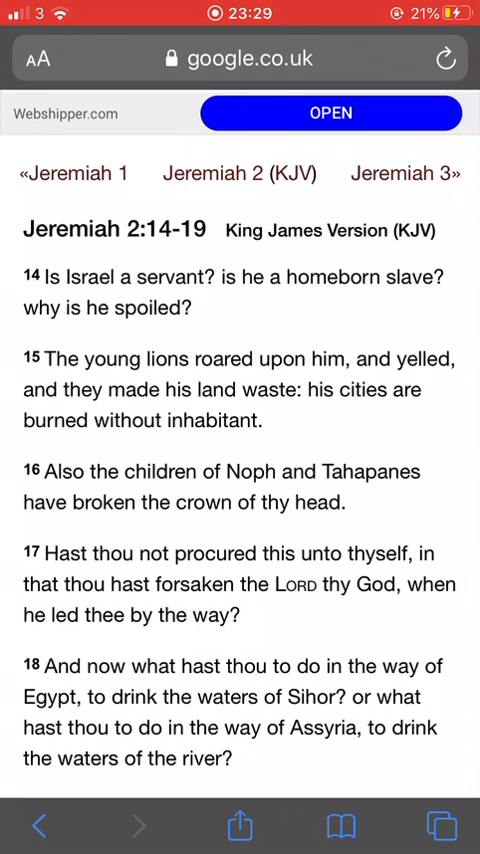 3 23:29 21%
AA google.co.uk
Webshipper.com OPEN
«Jeremiah 1 Jeremiah 2 (KJV) Jeremiah 3»
Jeremiah 2:14-19 King James Version (KJV)
14 Is Israel a servant? is he a homeborn slave?
why is he spoiled?
15 The young lions roared upon him, and yelled,
and they made his land waste: his cities are
burned without inhabitant.
16 Also the children of Noph and Tahapanes
have broken the crown of thy head.
17 Hast thou not procured this unto thyself, in
that thou hast forsaken the LORD thy God, when
he led thee by the way?
18 And now what hast thou to do in the way of
Egypt, to drink the waters of Sihor? or what
hast thou to do in the way of Assyria, to drink
the waters of the river?